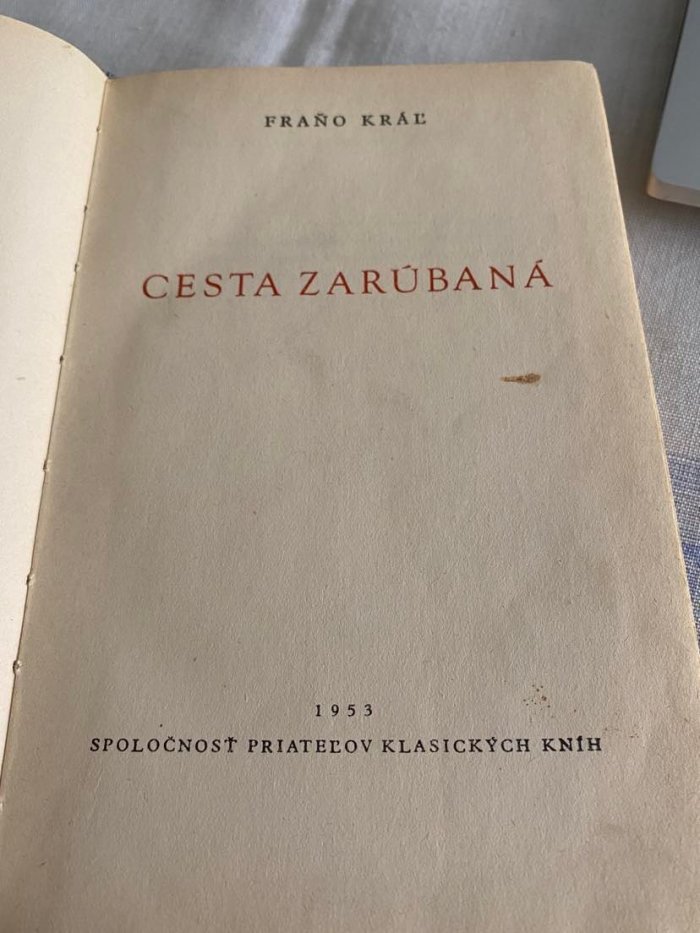 FRAŇO KRÁĽ
CESTA ZARÚBANÁ
1953
SPOLOČNOSŤ PRIATEĽOV KLASICKÝCH KNÍH